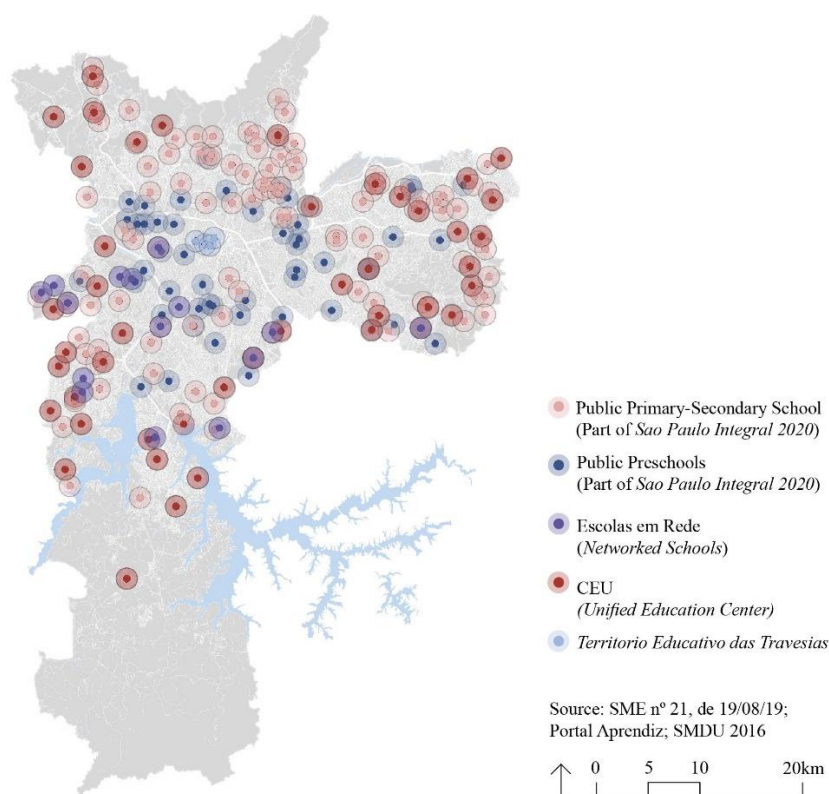 Public Primary-Secondary School
(Part of Sao Paulo Integral 2020)
Public Preschools
(Part of Sao Paulo Integral 2020)
Escolas em Rede
(Networked Schools)
CEU
(Unified Education Center)
Territorio Educativo das Travesias
Source: SME nº 21, de 19/08/19;
Portal Aprendiz; SMDU 2016
0 5 10 20km